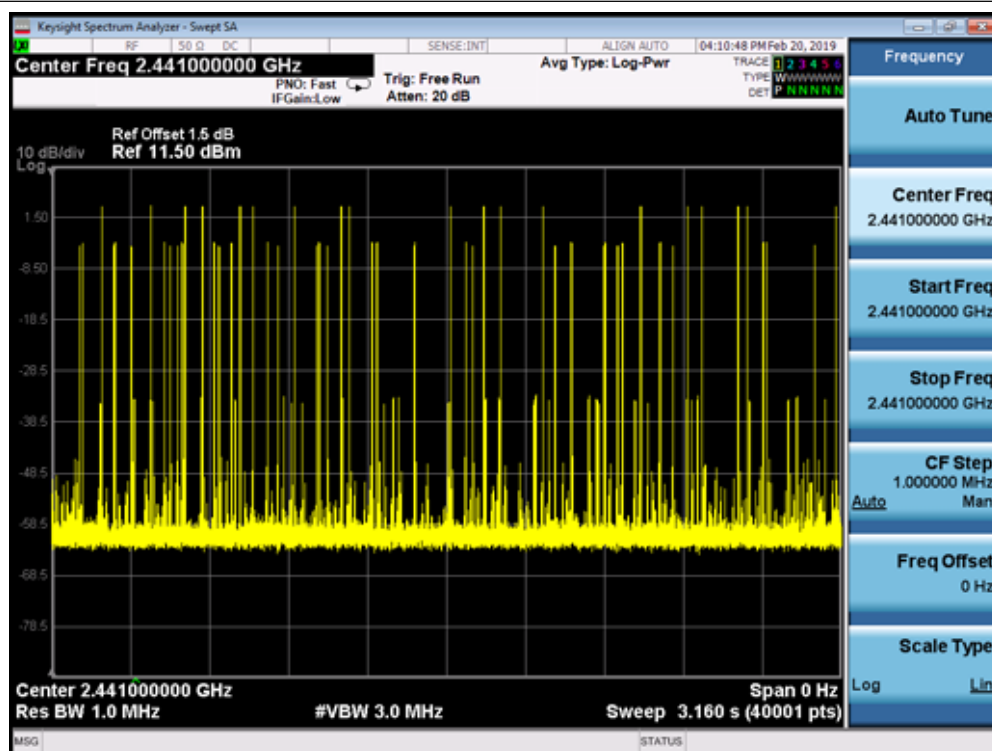 Keysight Spectrum Analyzer - Swept SA
LXI RF 50 Ω DC SENSE:INT ALIGN AUTO 04:10:48 PM Feb 20, 2019
Center Freq 2.441000000 GHz
PNO: Fast
IFGain:Low
Trig: Free Run
Atten: 20 dB
Avg Type: Log-Pwr
TRACE 1 2 3 4 5 6
TYPE WWWWWW
DET P N N N N N
Ref Offset 1.5 dB
10 dB/div Ref 11.50 dBm
Log
1.50
-8.50
-18.5
-28.5
-38.5
-48.5
-58.5
-68.5
-78.5
Center 2.441000000 GHz Span 0 Hz
Res BW 1.0 MHz #VBW 3.0 MHz Sweep 3.160 s (40001 pts)
MSG STATUS
Frequency
Auto Tune
Center Freq
2.441000000 GHz
Start Freq
2.441000000 GHz
Stop Freq
2.441000000 GHz
CF Step
1.000000 MHz
Auto Man
Freq Offset
0 Hz
Scale Type
Log Lin